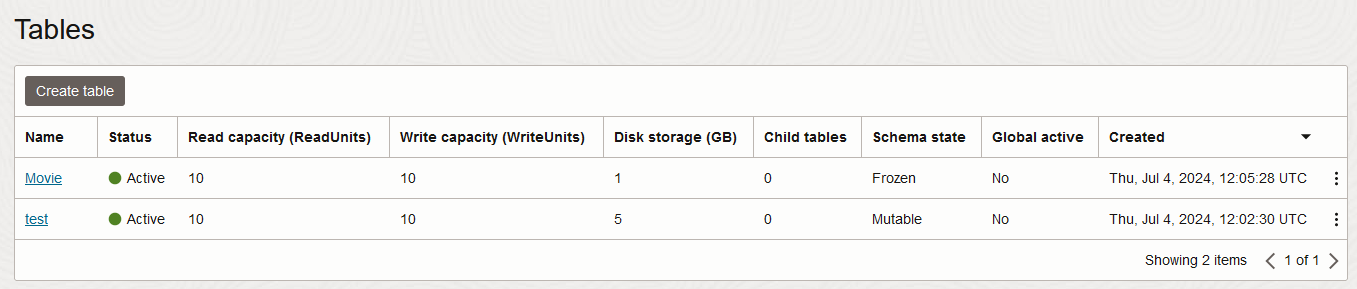 Tables
Create table
Name Status Read capacity (ReadUnits) Write capacity (WriteUnits) Disk storage (GB) Child tables Schema state Global active Created
Movie Active 10 10 1 0 Frozen No Thu, Jul 4, 2024, 12:05:28 UTC
test Active 10 10 5 0 Mutable No Thu, Jul 4, 2024, 12:02:30 UTC
Showing 2 items 1 of 1